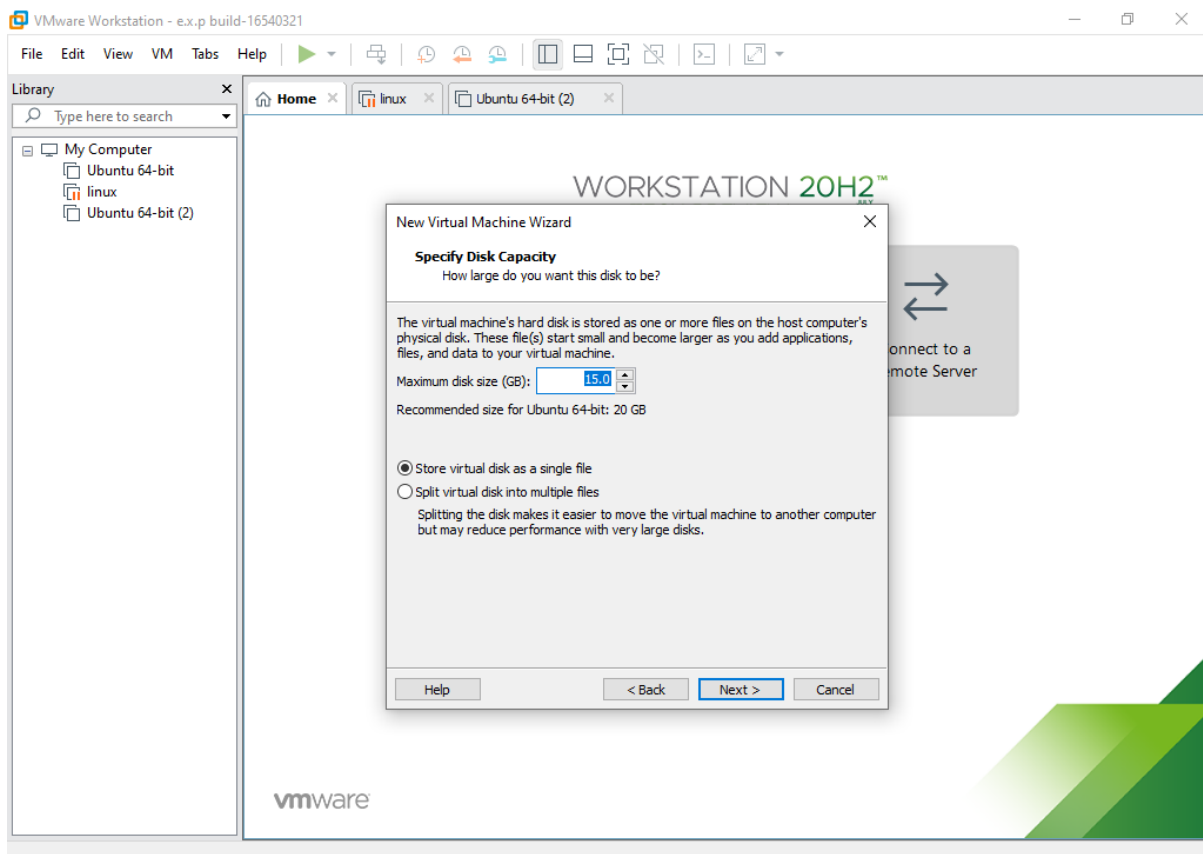 VMware Workstation - e.x.p build-16540321
File Edit View VM Tabs Help
Library
Type here to search
My Computer
Ubuntu 64-bit
linux
Ubuntu 64-bit (2)
Home linux Ubuntu 64-bit (2)
WORKSTATION 20H2™
JULY
New Virtual Machine Wizard
Specify Disk Capacity
How large do you want this disk to be?
The virtual machine's hard disk is stored as one or more files on the host computer's
physical disk. These file(s) start small and become larger as you add applications,
files, and data to your virtual machine.
Maximum disk size (GB): 15.0
Recommended size for Ubuntu 64-bit: 20 GB
Store virtual disk as a single file
Split virtual disk into multiple files
Splitting the disk makes it easier to move the virtual machine to another computer
but may reduce performance with very large disks.
Help < Back Next > Cancel
onnect to a
emote Server
vmware